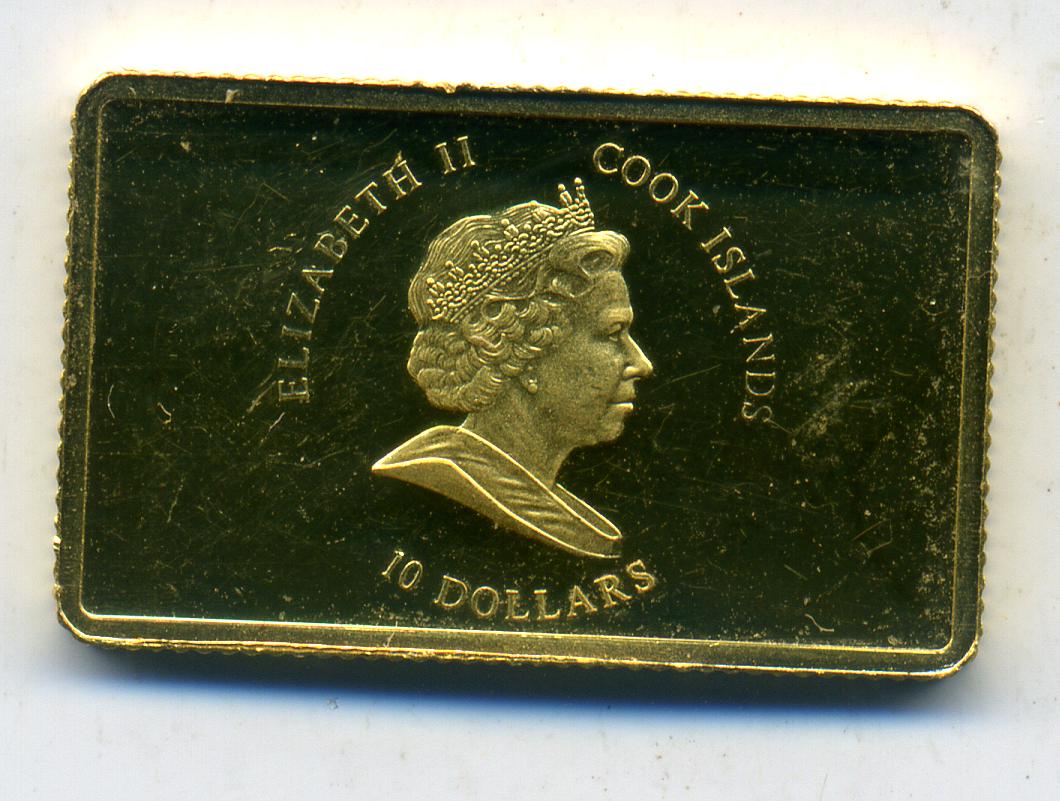 ELIZABETH II
COOK ISLANDS
10 DOLLARS